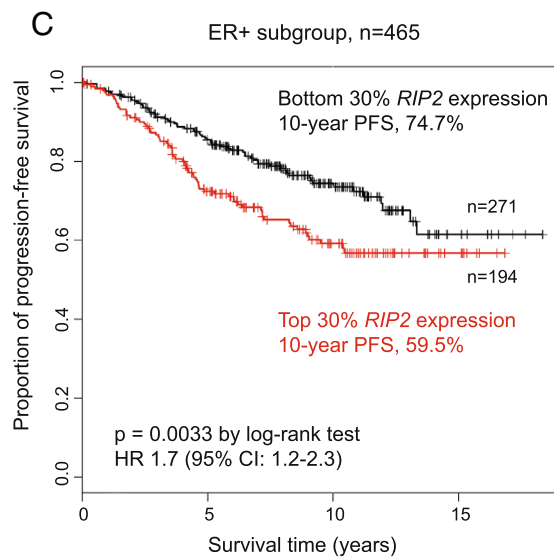 C
ER+ subgroup, n=465
Proportion of progression-free survival
1.0
0.8
0.6
0.4
0.2
0.0
Bottom 30% RIP2 expression
10-year PFS, 74.7%
n=271
n=194
Top 30% RIP2 expression
10-year PFS, 59.5%
p = 0.0033 by log-rank test
HR 1.7 (95% CI: 1.2-2.3)
0
5
10
15
Survival time (years)